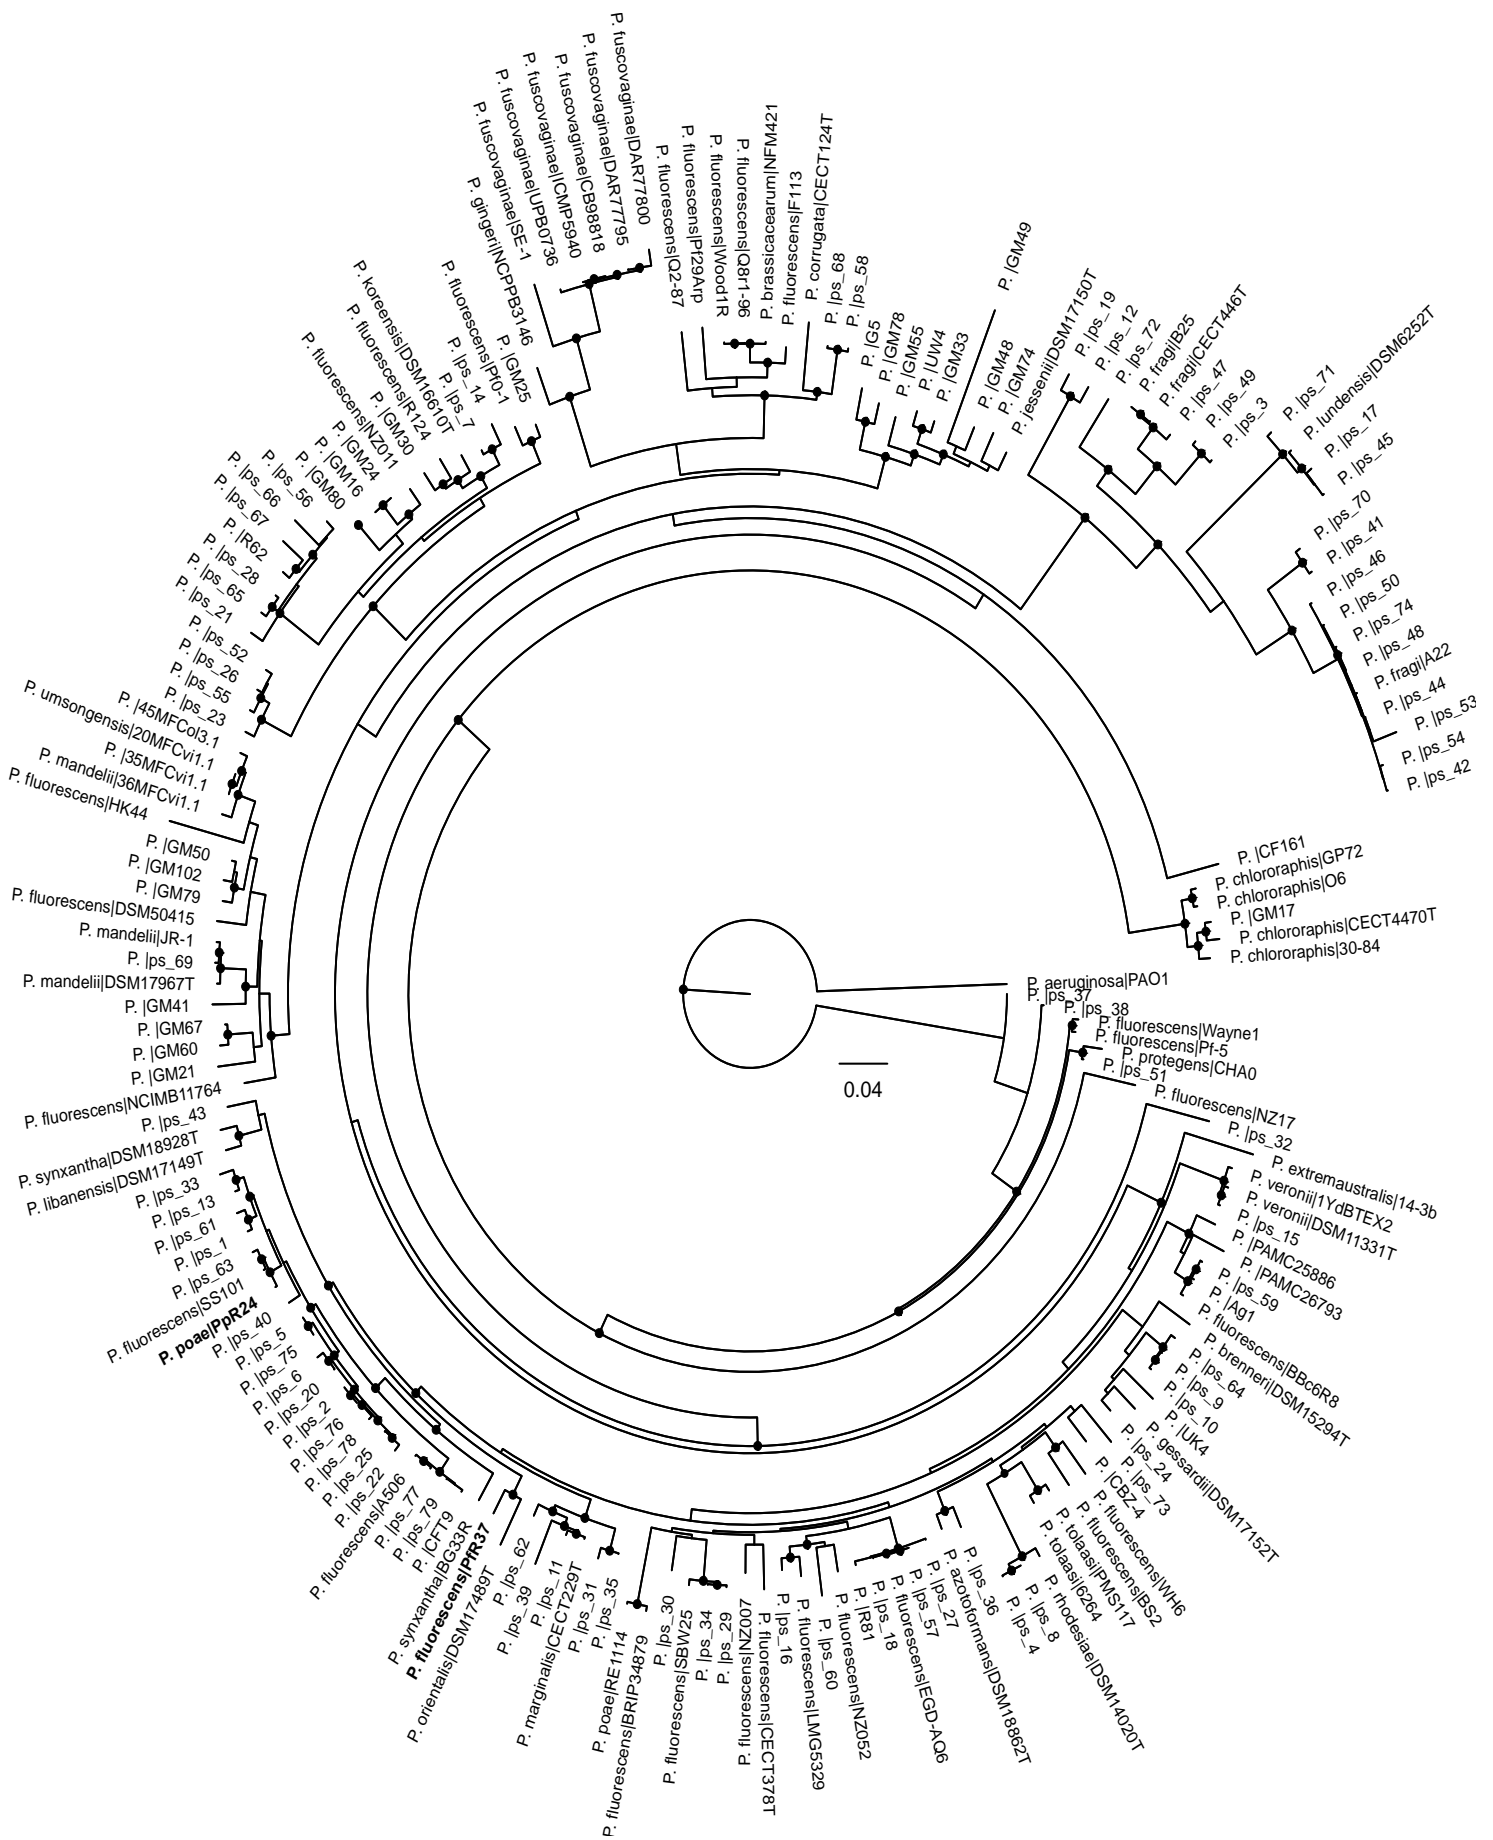 P. fuscovaginae|DAR77800
P. fuscovaginae|DAR77795
P. fuscovaginae|CB98818
P. fuscovaginae|ICMP5940
P. fuscovaginae|UPB0736
P. fuscovaginae|SE-1
P. gingeri|NCPPB3146
P. |GM25
P. fluorescens|Pf0-1
P. |ps_7
P. |ps_14
P. koreensis|DSM16610T
P. fluorescens|R124
P. |GM30
P. fluorescens|NZ011
P. |GM24
P. |GM16
P. |GM80
P. |ps_56
P. |ps_66
P. |ps_67
P. |R62
P. |ps_28
P. |ps_65
P. |ps_21
P. |ps_52
P. |ps_26
P. |ps_55
P. |ps_23
P. |45MFCol3.1
P. umsongensis|20MFCvi1.1
P. |35MFCvi1.1
P. mandelii|36MFCvi1.1
P. fluorescens|HK44
P. |GM50
P. |GM102
P. |GM79
P. fluorescens|DSM50415
P. mandelii|JR-1
P. |ps_69
P. mandelii|DSM17967T
P. |GM41
P. |GM67
P. |GM60
P. |GM21
P. fluorescens|NCIMB11764
P. |ps_43
P. synxantha|DSM18928T
P. libanensis|DSM17149T
P. |ps_33
P. |ps_13
P. |ps_61
P. |ps_1
P. |ps_63
P. fluorescens|SS101
P. poae|PpR24
P. |ps_40
P. |ps_5
P. |ps_75
P. |ps_6
P. |ps_20
P. |ps_2
P. |ps_76
P. |ps_78
P. |ps_25
P. |ps_22
P. fluorescens|A506
P. |ps_77
P. |ps_79
P. |CFT9
P. synxantha|BG33R
P. fluorescens|PfR37
P. orientalis|DSM17489T
P. |ps_62
P. |ps_39
P. |ps_11
P. marginalis|CECT229T
P. |ps_31
P. |ps_35
P. poae|RE1114
P. fluorescens|BRIP34879
P. |ps_30
P. fluorescens|SBW25
P. |ps_34
P. |ps_29
P. fluorescens|NZ007
P. fluorescens|CECT378T
P. |ps_16
P. fluorescens|LMG5329
P. |ps_60
P. fluorescens|NZ052
P. |R81
P. |ps_18
P. fluorescens|EGD-AQ6
P. |ps_57
P. |ps_27
P. azotoformans|DSM18862T
P. |ps_36
P. |ps_4
P. |ps_8
P. rhodesiae|DSM14020T
P. tolaasi|6264
P. tolaasi|PMS117
P. fluorescens|BS2
P. fluorescens|WH6
P. |CBZ-4
P. |ps_73
P. |ps_24
P. gessardii|DSM17152T
P. |UK4
P. |ps_10
P. |ps_9
P. |ps_64
P. brenneri|DSM15294T
P. fluorescens|BBc6R8
P. |Ag1
P. |ps_59
P. |PAMC26793
P. |PAMC25886
P. |ps_15
P. veronii|DSM11331T
P. veronii|1YdBTEX2
P. extremaustralis|14-3b
P. |ps_32
P. fluorescens|NZ17
P. |ps_51
P. protegens|CHA0
P. fluorescens|Pf-5
P. fluorescens|Wayne1
P. |ps_38
P. |ps_37
P. aeruginosa|PAO1
P. chlororaphis|30-84
P. chlororaphis|CECT4470T
P. |GM17
P. chlororaphis|O6
P. chlororaphis|GP72
P. |CF161
P. |ps_42
P. |ps_54
P. |ps_53
P. |ps_44
P. fragi|A22
P. |ps_48
P. |ps_74
P. |ps_50
P. |ps_46
P. |ps_41
P. |ps_70
P. |ps_45
P. |ps_17
P. lundensis|DSM6252T
P. |ps_71
P. |ps_3
P. |ps_49
P. |ps_47
P. fragi|CECT446T
P. fragi|B25
P. |ps_72
P. |ps_12
P. |ps_19
P. jessenii|DSM17150T
P. |GM74
P. |GM48
P. |GM49
P. |GM33
P. |UW4
P. |GM55
P. |GM78
P. |G5
P. |ps_58
P. |ps_68
P. corrugata|CECT124T
P. fluorescens|F113
P. brassicacearum|NFM421
P. fluorescens|Q8r1-96
P. fluorescens|Wood1R
P. fluorescens|Pf29Arp
P. fluorescens|Q2-87
0.04